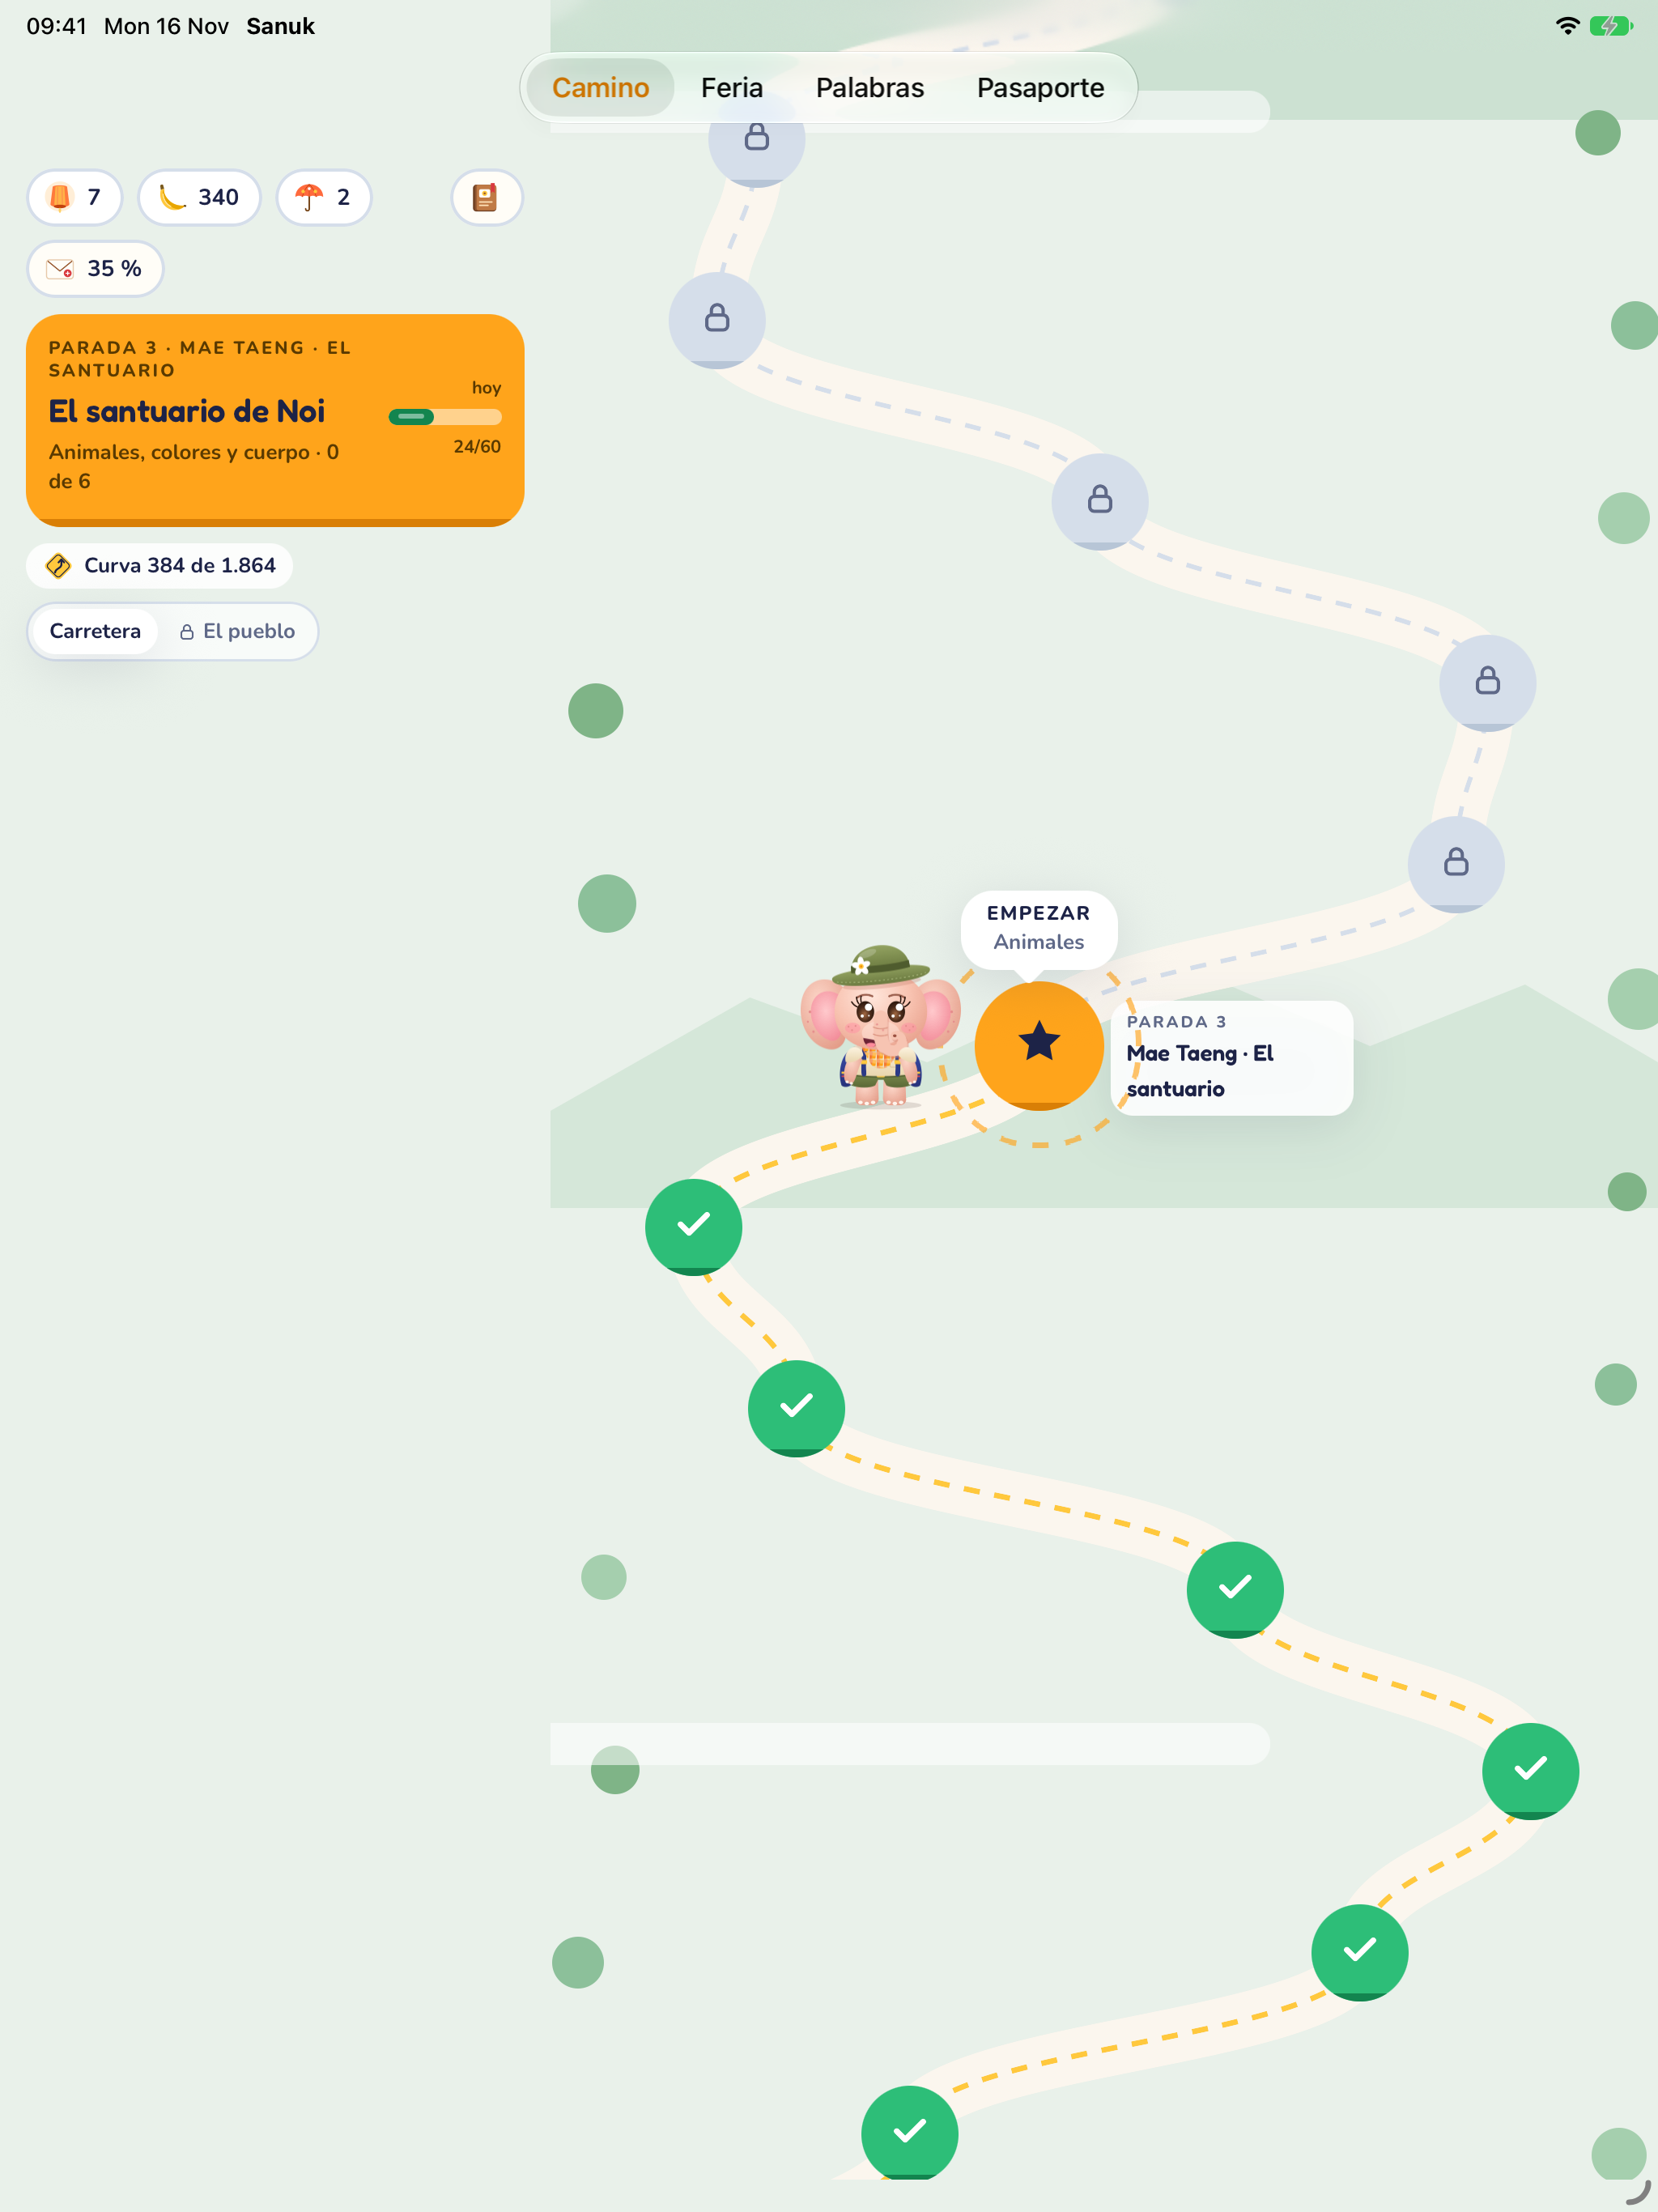 09:41 Mon 16 Nov Sanuk
Camino Feria Palabras Pasaporte
7 340 2
35 %
PARADA 3 · MAE TAENG · EL
SANTUARIO
El santuario de Noi
Animales, colores y cuerpo · 0
de 6
hoy
24/60
Curva 384 de 1.864
Carretera El pueblo
EMPEZAR
Animales
PARADA 3
Mae Taeng · El
santuario